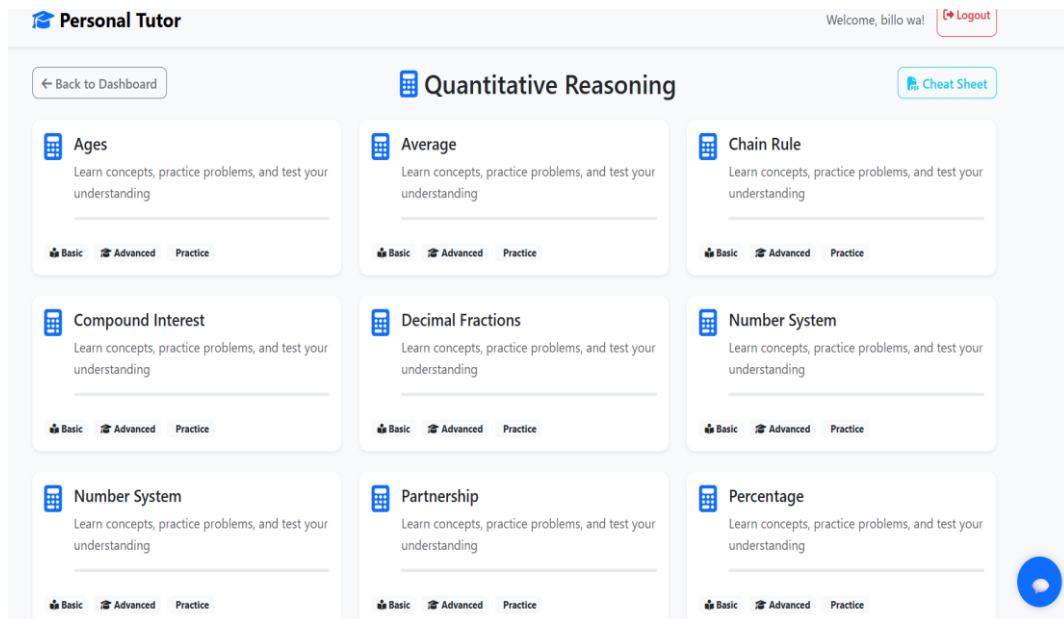 Personal Tutor
Welcome, billo wa!
Logout
Back to Dashboard
Quantitative Reasoning
Cheat Sheet
Ages
Learn concepts, practice problems, and test your
understanding
Basic Advanced Practice
Average
Learn concepts, practice problems, and test your
understanding
Basic Advanced Practice
Chain Rule
Learn concepts, practice problems, and test your
understanding
Basic Advanced Practice
Compound Interest
Learn concepts, practice problems, and test your
understanding
Basic Advanced Practice
Decimal Fractions
Learn concepts, practice problems, and test your
understanding
Basic Advanced Practice
Number System
Learn concepts, practice problems, and test your
understanding
Basic Advanced Practice
Number System
Learn concepts, practice problems, and test your
understanding
Basic Advanced Practice
Partnership
Learn concepts, practice problems, and test your
understanding
Basic Advanced Practice
Percentage
Learn concepts, practice problems, and test your
understanding
Basic Advanced Practice